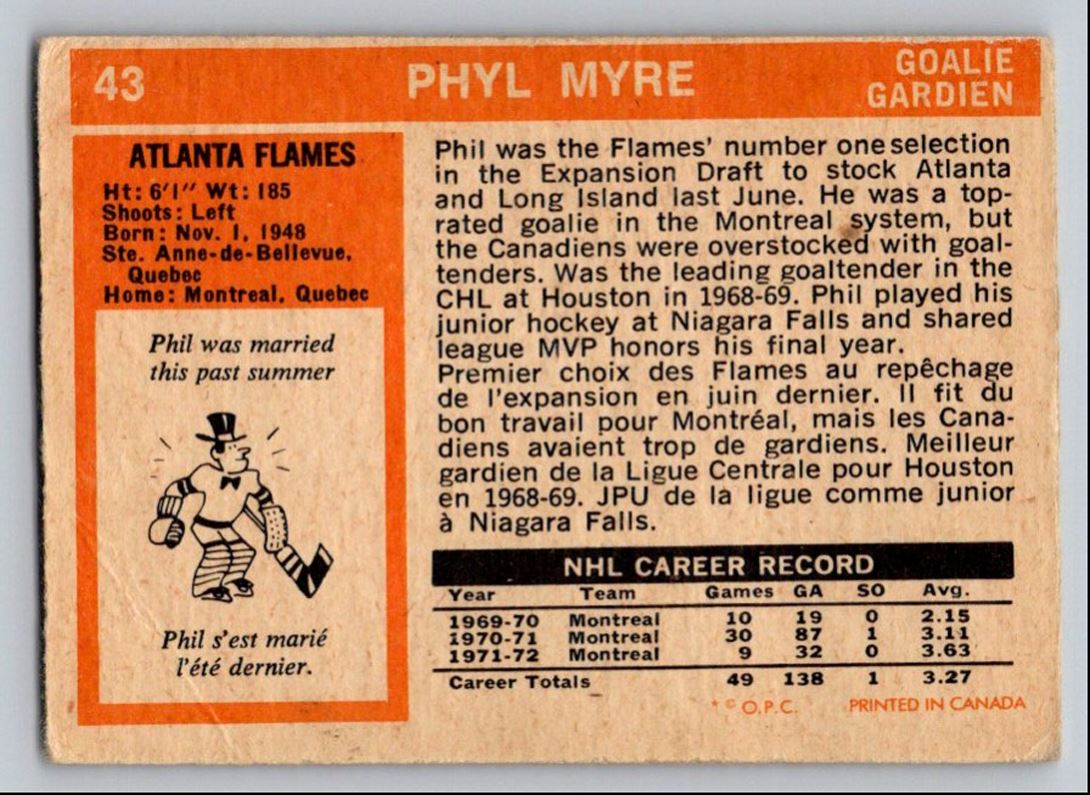 43
PHYL MYRE
GOALIE
GARDIEN
ATLANTA FLAMES
Ht: 6'1" Wt: 185
Shoots: Left
Born: Nov. 1, 1948
Ste. Anne-de-Bellevue,
Quebec
Home: Montreal, Quebec
Phil was married
this past summer
Phil s'est marié
l'été dernier.
Phil was the Flames' number one selection
in the Expansion Draft to stock Atlanta
and Long Island last June. He was a top-
rated goalie in the Montreal system, but
the Canadiens were overstocked with goal-
tenders. Was the leading goaltender in the
CHL at Houston in 1968-69. Phil played his
junior hockey at Niagara Falls and shared
league MVP honors his final year.
Premier choix des Flames au repêchage
de l'expansion en juin dernier. Il fit du
bon travail pour Montréal, mais les Cana-
diens avaient trop de gardiens. Meilleur
gardien de la Ligue Centrale pour Houston
en 1968-69. JPU de la ligue comme junior
à Niagara Falls.
NHL CAREER RECORD
Year Team Games GA SO Avg.
1969-70 Montreal 10 19 0 2.15
1970-71 Montreal 30 87 1 3.11
1971-72 Montreal 9 32 0 3.63
Career Totals 49 138 1 3.27
* © O.P.C. PRINTED IN CANADA